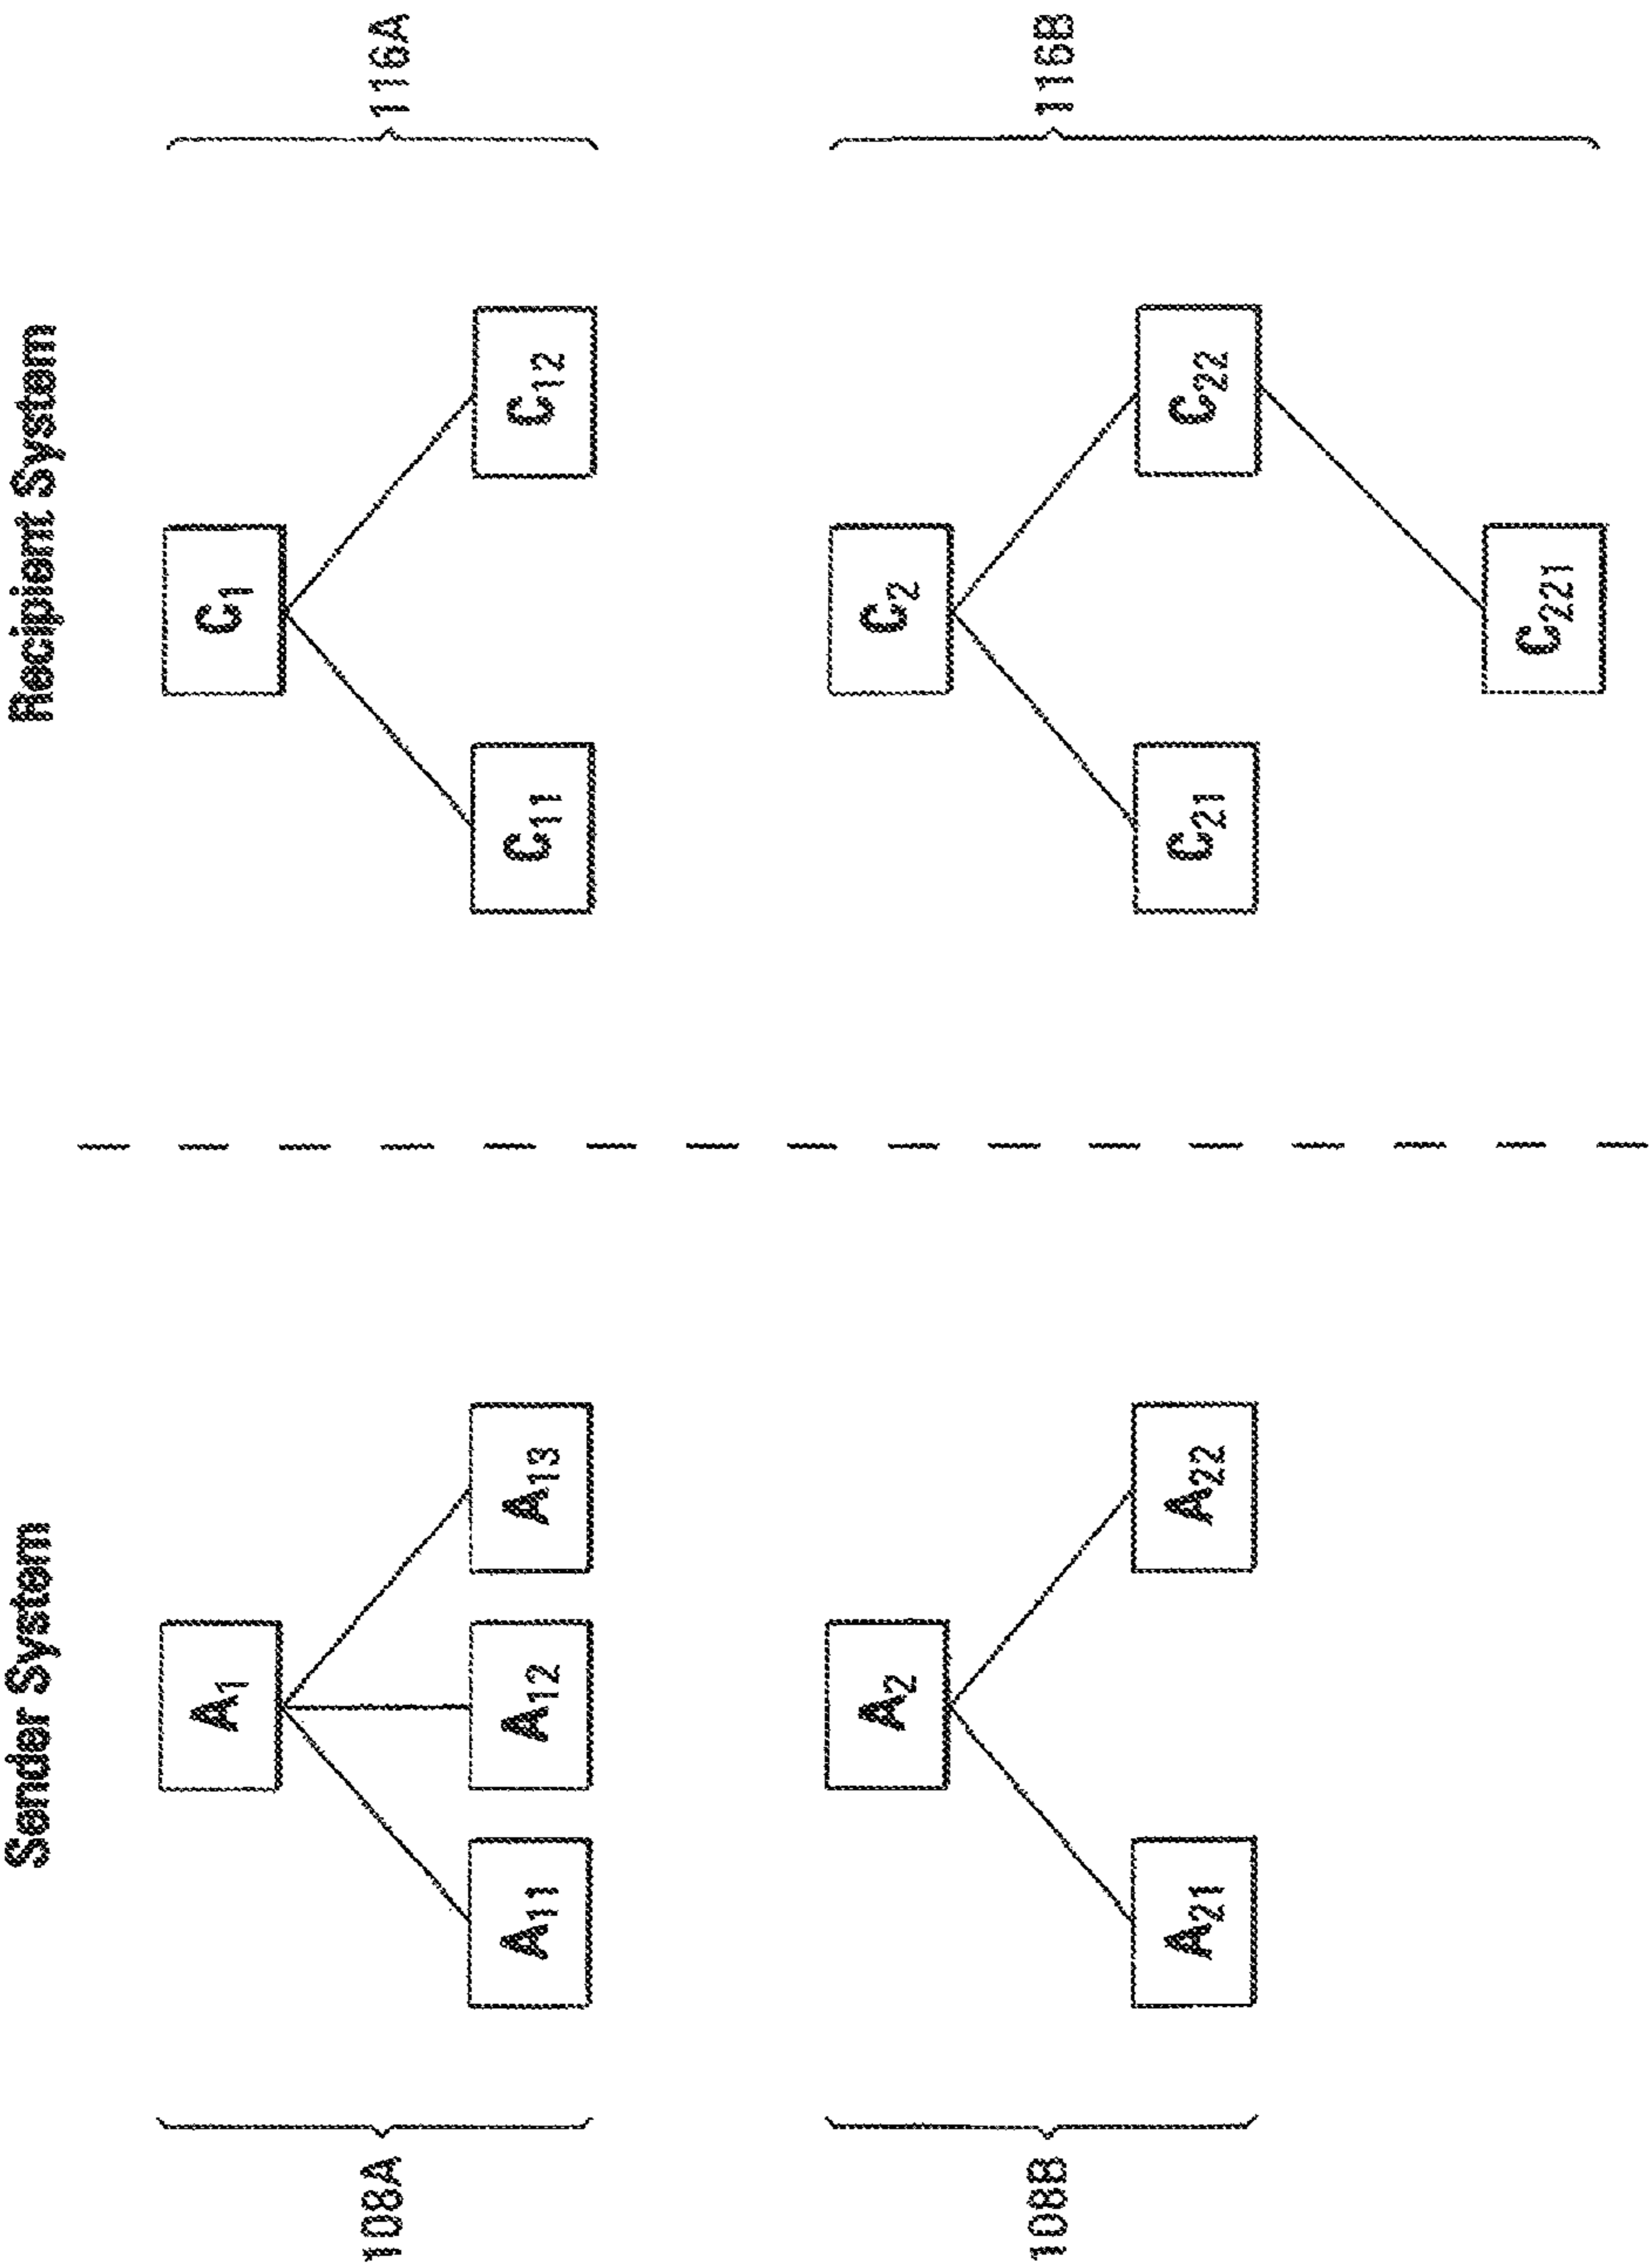 Sender System
Recipient System
108A
A1
A11
A12
A13
C1
C11
C12
116A
108B
A2
A21
A22
C2
C21
C22
C221
116B